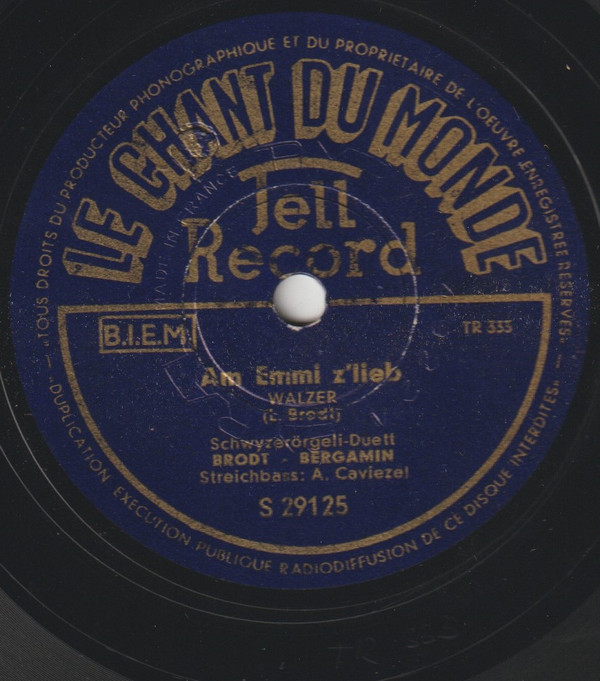 "TOUS DROITS DU PRODUCTEUR PHONOGRAPHIQUE ET DU PROPRIETAIRE DE L'OEUVRE ENREGISTREE RESERVES"
LE CHANT DU MONDE
MADE IN FRANCE
Tell
Record
B.I.E.M.
TR 333
Am Emmi z'lieb
WALZER
(L. Brodt)
Schwyzerörgeli-Duett
BRODT - BERGAMIN
Streichbass: A. Caviezel
S 29125
"DUPLICATION EXECUTION PUBLIQUE RADIODIFFUSION DE CE DISQUE INTERDITES"